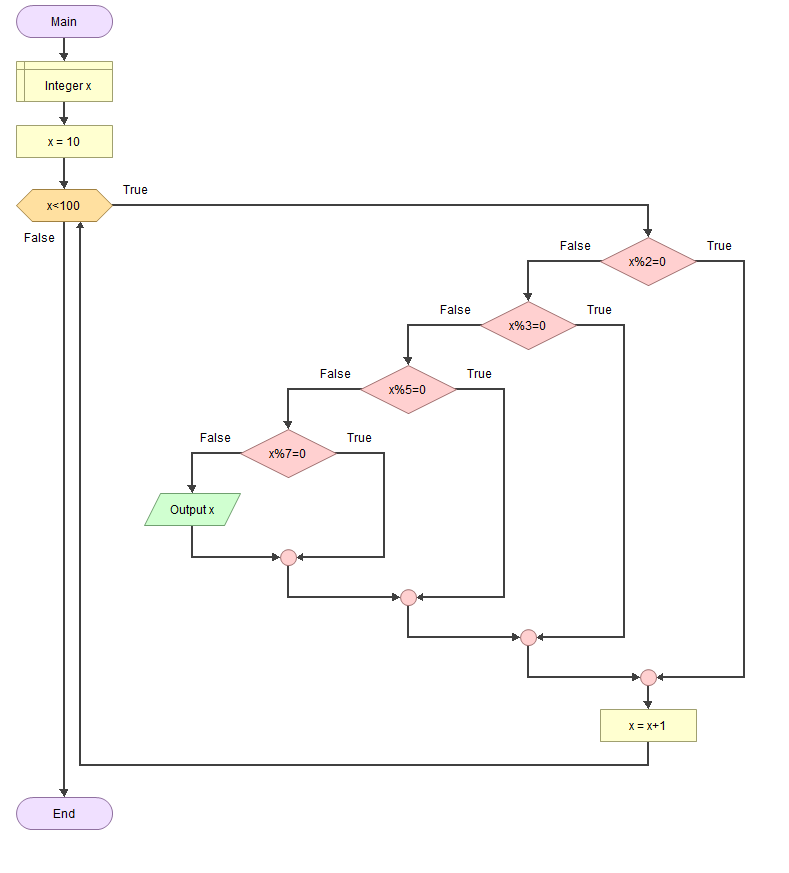 Main
Integer x
x = 10
True
x<100
False
False
True
x%2=0
False
True
x%3=0
False
True
x%5=0
False
True
x%7=0
Output x
x = x+1
End